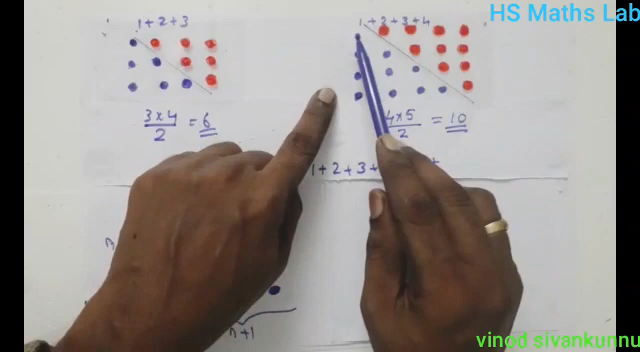 HS Maths Lab
1 + 2 + 3
1 + 2 + 3 + 4
3 x 4
2
= 6
4 x 5
2
= 10
1 + 2 + 3 +
n
n + 1
vinod sivankunnu